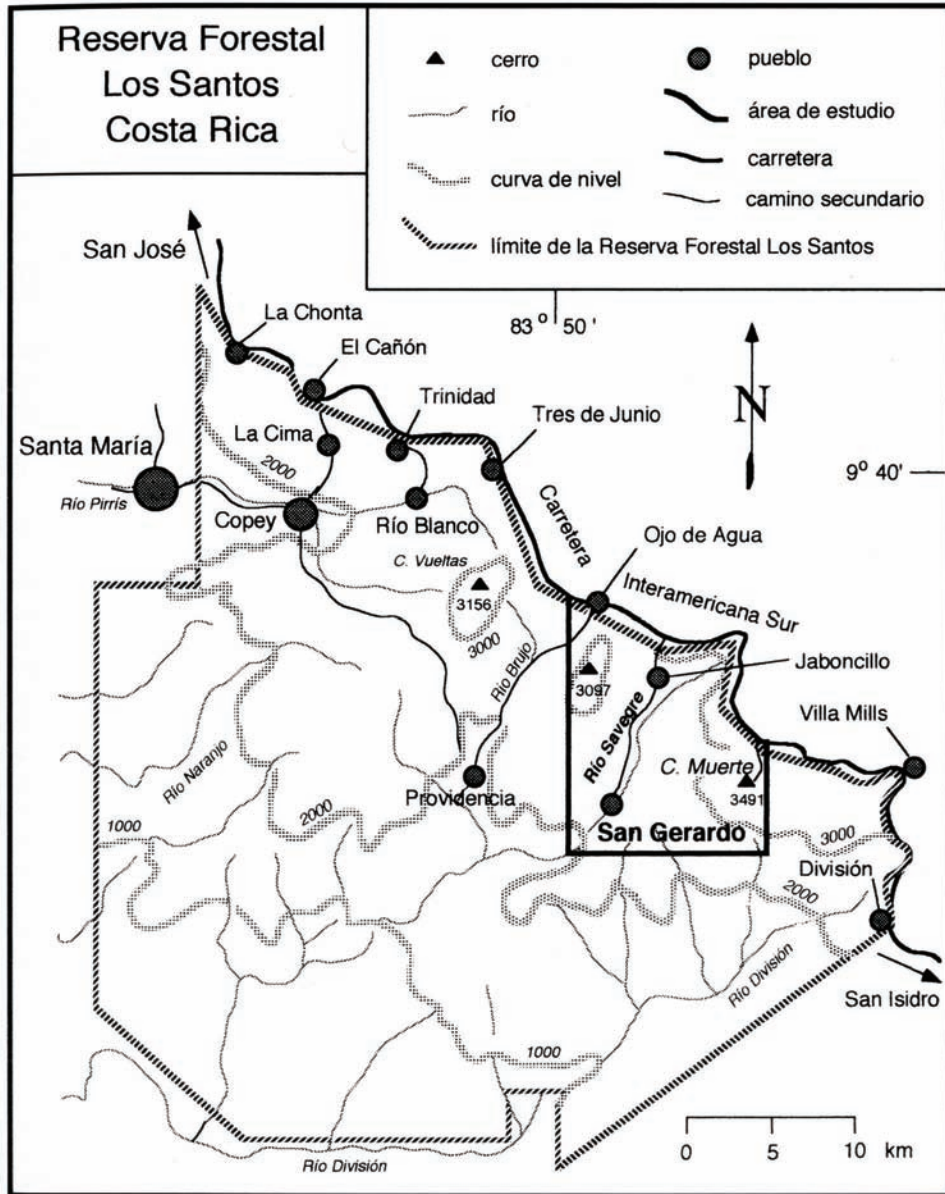 Reserva Forestal
Los Santos
Costa Rica
cerro
pueblo
río
área de estudio
curva de nivel
carretera
camino secundario
límite de la Reserva Forestal Los Santos
San José
La Chonta
83 ° 50 '
El Cañón
N
Trinidad
Tres de Junio
La Cima
Santa María
2000
9° 40'
Río Pirrís
Copey
Río Blanco
Carretera
Ojo de Agua
C. Vueltas
3156
Interamericana Sur
3000
Río Brujo
Jaboncillo
3097
Río Savegre
Villa Mills
Río Naranjo
C. Muerte
3491
Providencia
2000
1000
San Gerardo
3000
División
2000
Río División
San Isidro
1000
0 5 10 km
Río División